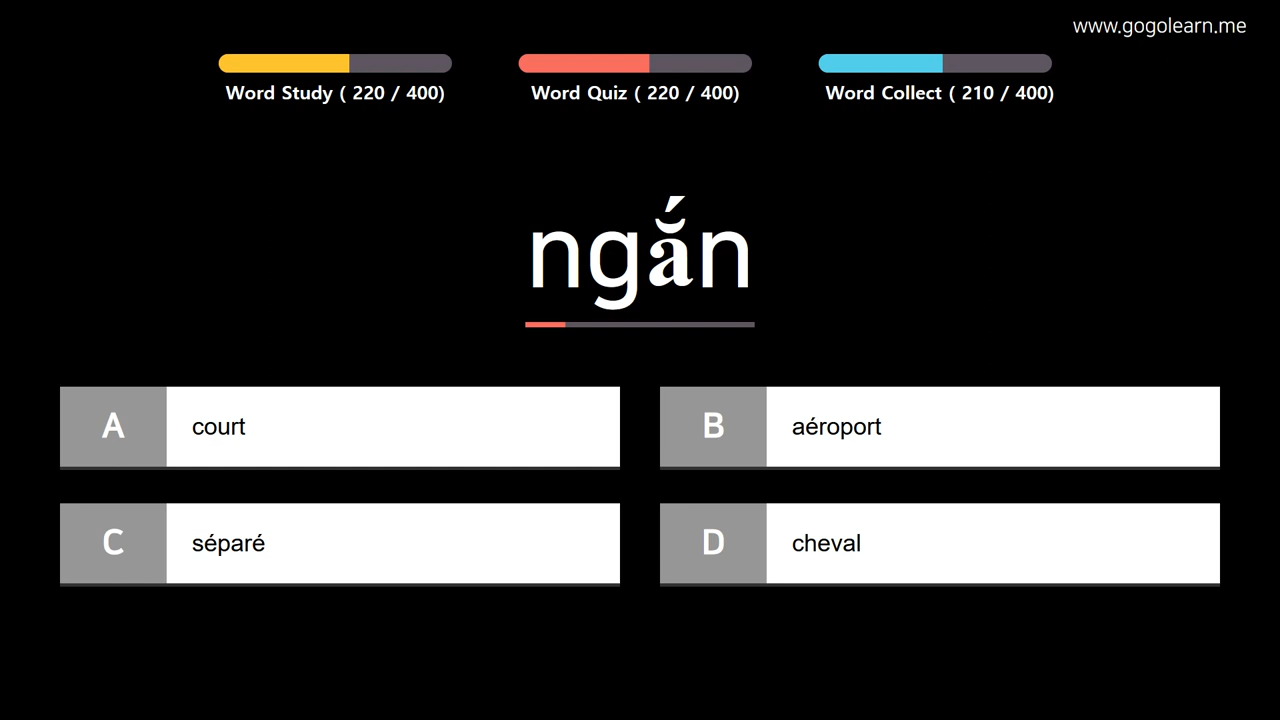 www.gogolearn.me
Word Study ( 220 / 400)
Word Quiz ( 220 / 400)
Word Collect ( 210 / 400)
ngắn
A court
B aéroport
C séparé
D cheval